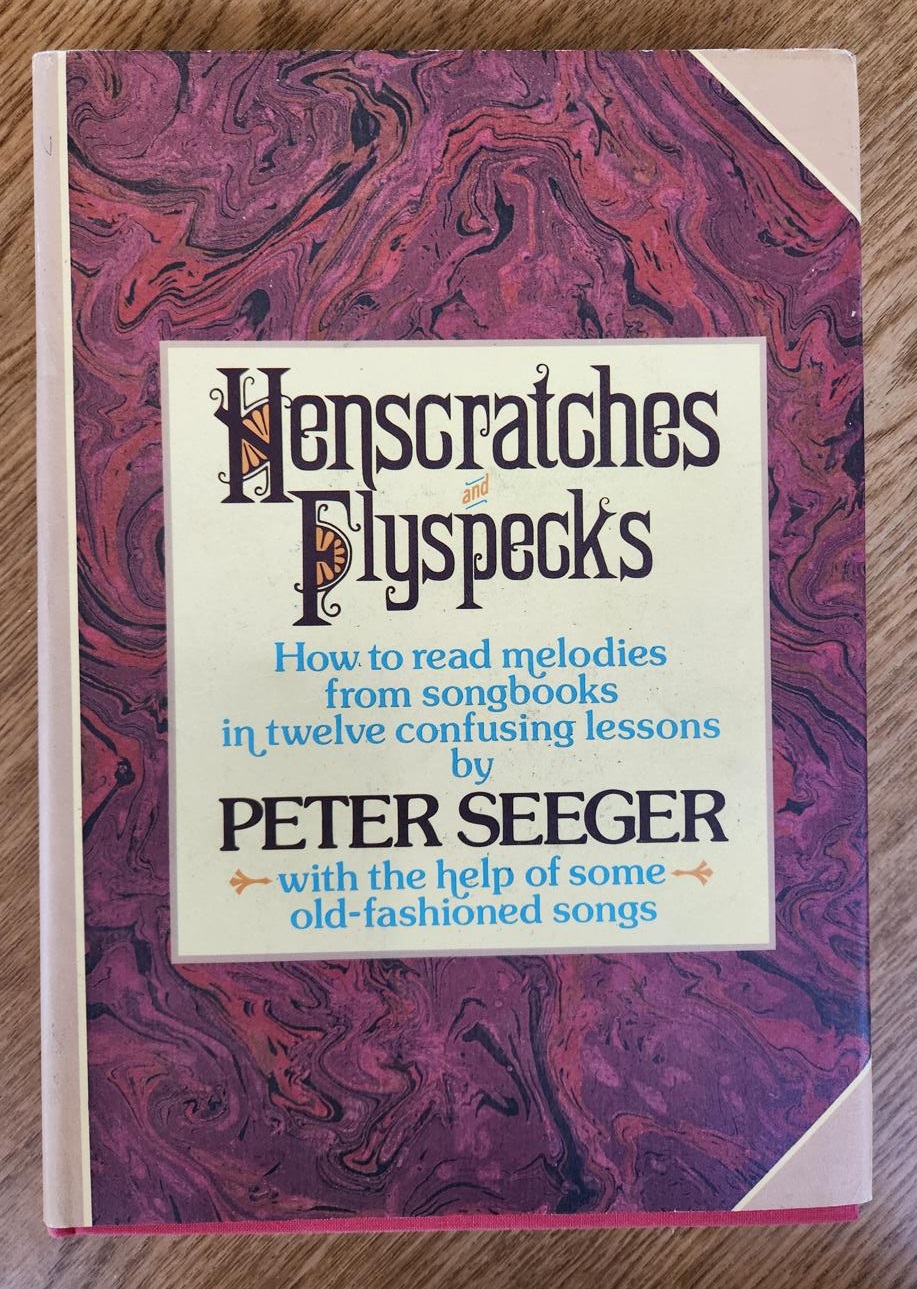 Henscratches
and
Flyspecks
How to read melodies
from songbooks
in twelve confusing lessons
by
PETER SEEGER
with the help of some
old-fashioned songs